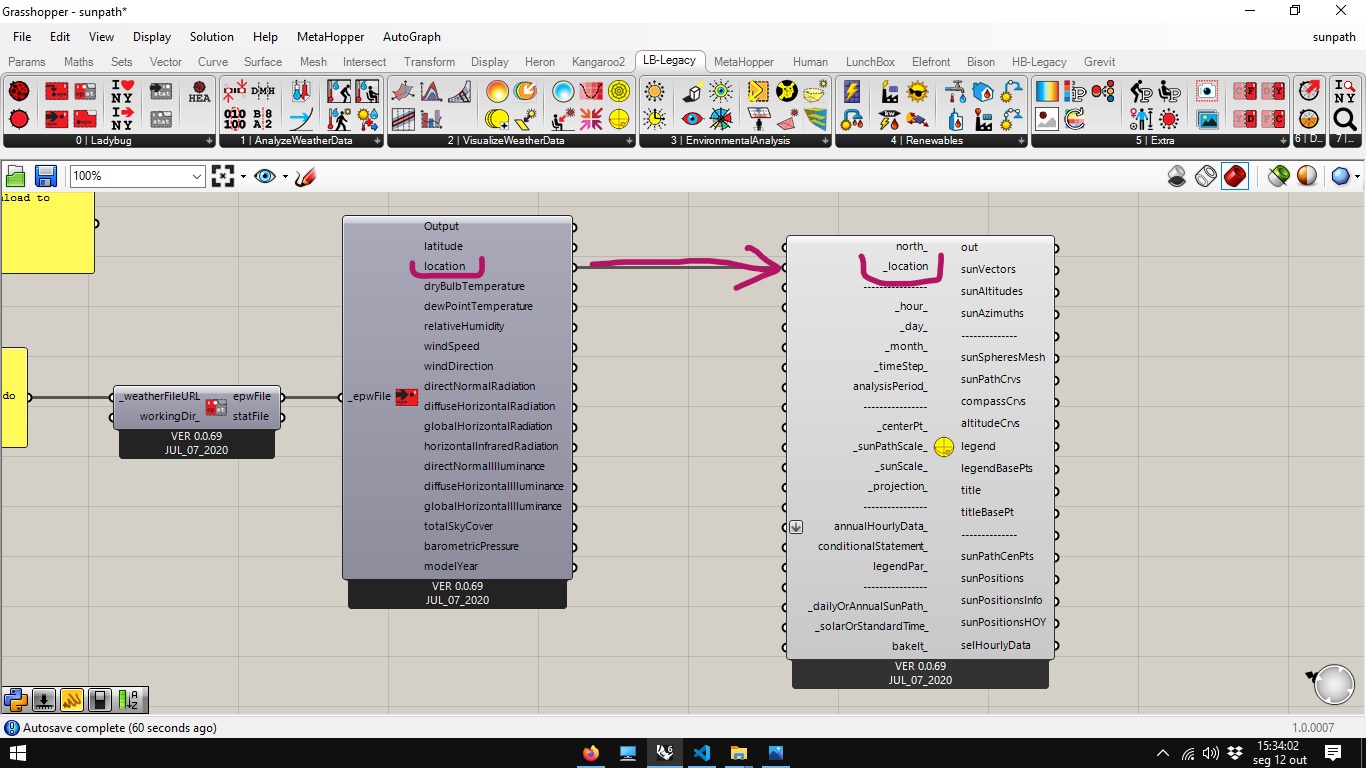 Grasshopper - sunpath*
File Edit View Display Solution Help MetaHopper AutoGraph sunpath
Params Maths Sets Vector Curve Surface Mesh Intersect Transform Display Heron Kangaroo2 LB-Legacy MetaHopper Human LunchBox Elefront Bison HB-Legacy Grevit
0 | Ladybug 1 | AnalyzeWeatherData 2 | VisualizeWeatherData 3 | EnvironmentalAnalysis 4 | Renewables 5 | Extra 6 | D... 7 |...
100%
load to
do
_weatherFileURL epwFile
workingDir_ statFile
VER 0.0.69
JUL_07_2020
_epwFile
Output
latitude
location
dryBulbTemperature
dewPointTemperature
relativeHumidity
windSpeed
windDirection
directNormalRadiation
diffuseHorizontalRadiation
globalHorizontalRadiation
horizontalInfraredRadiation
directNormalIlluminance
diffuseHorizontalIlluminance
globalHorizontalIlluminance
totalSkyCover
barometricPressure
modelYear
VER 0.0.69
JUL_07_2020
north_
_location
----------------
_hour_
_day_
_month_
_timeStep_
analysisPeriod_
----------------
_centerPt_
_sunPathScale_
_sunScale_
_projection_
----------------
annualHourlyData_
conditionalStatement_
legendPar_
----------------
_dailyOrAnnualSunPath_
_solarOrStandardTime_
bakeIt_
out
sunVectors
sunAltitudes
sunAzimuths
--------------
sunSpheresMesh
sunPathCrvs
compassCrvs
altitudeCrvs
legend
legendBasePts
title
titleBasePt
--------------
sunPathCenPts
sunPositions
sunPositionsInfo
sunPositionsHOY
selHourlyData
VER 0.0.69
JUL_07_2020
Autosave complete (60 seconds ago) 1.0.0007
15:34:02
seg 12 out